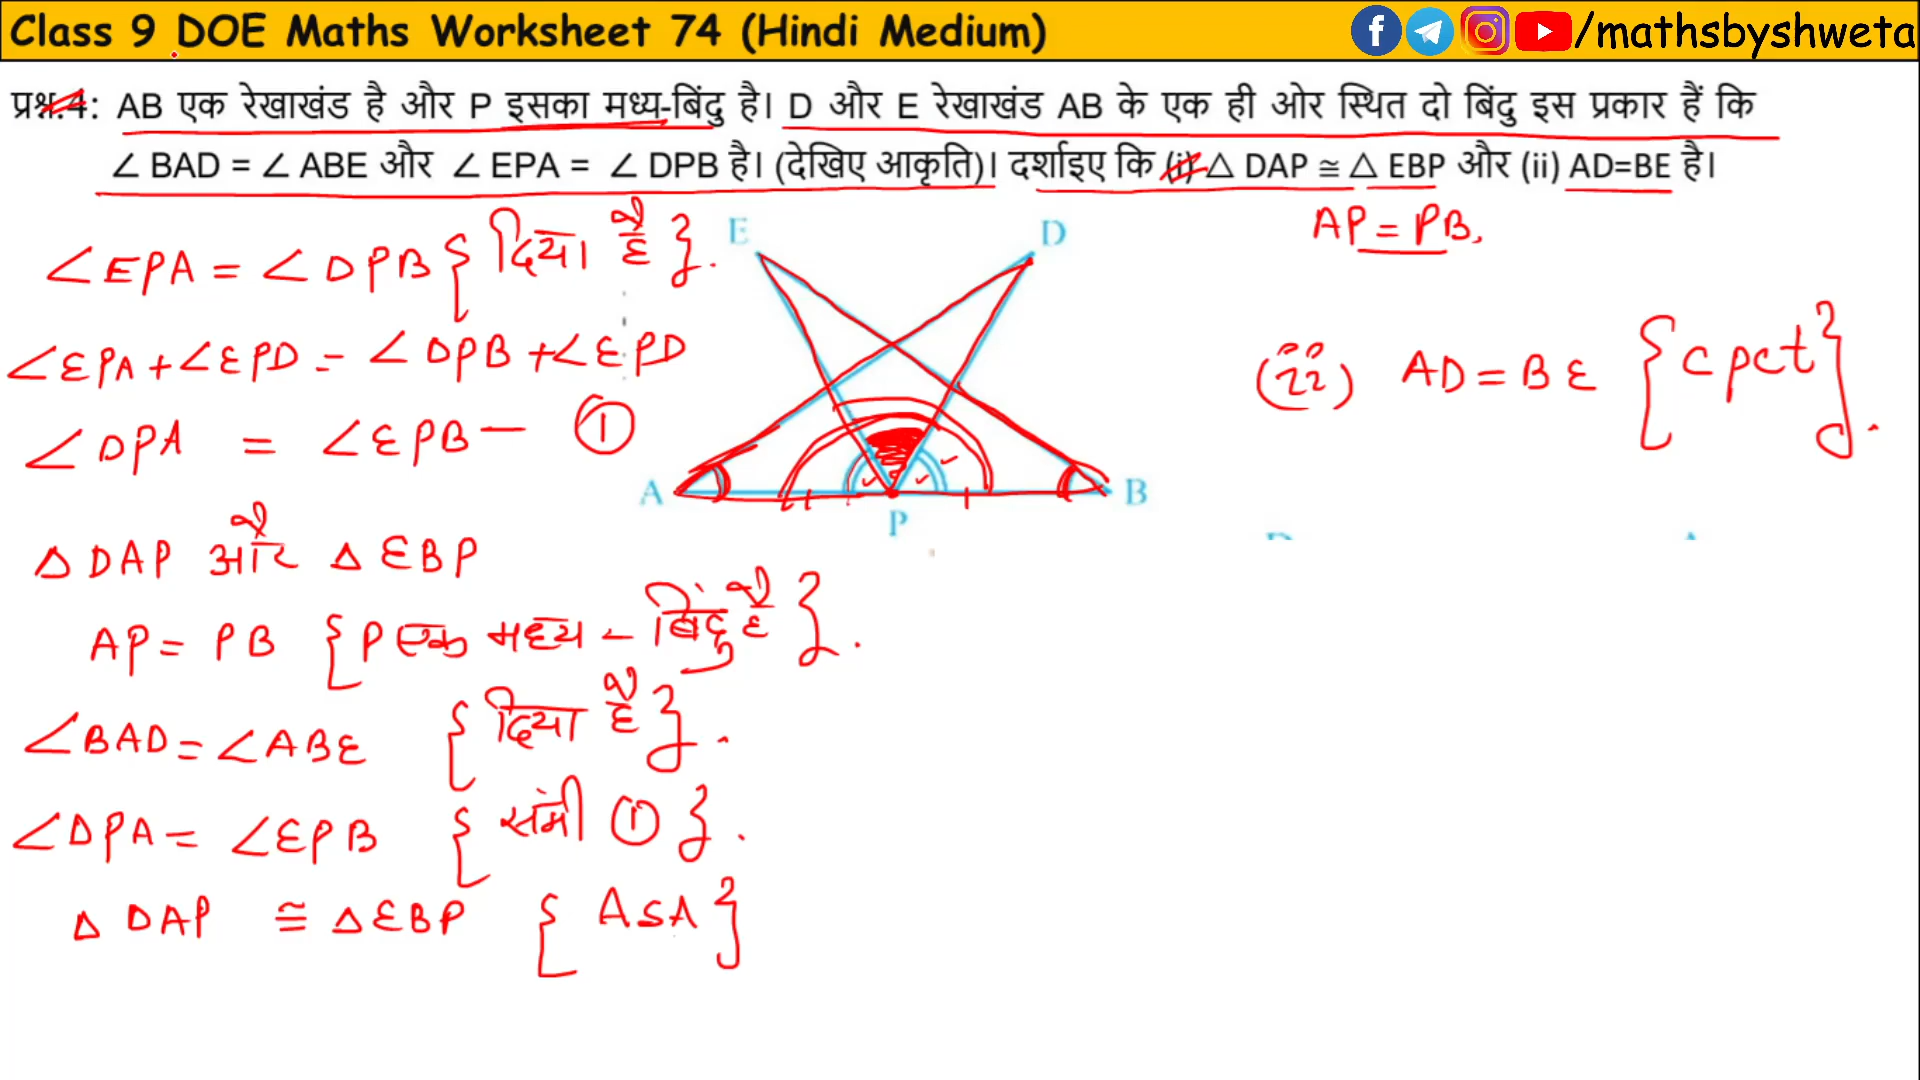 Class 9 DOE Maths Worksheet 74 (Hindi Medium)
/mathsbyshweta
प्रश्न.4: AB एक रेखाखंड है और P इसका मध्य-बिंदु है। D और E रेखाखंड AB के एक ही ओर स्थित दो बिंदु इस प्रकार हैं कि
∠ BAD = ∠ ABE और ∠ EPA = ∠ DPB है। (देखिए आकृति)। दर्शाइए कि (i) △ DAP ≅ △ EBP और (ii) AD=BE है।
AP = PB.
∠EPA = ∠DPB {दिया है}.
∠EPA + ∠EPD = ∠DPB + ∠EPD
∠DPA = ∠EPB — ①
△ DAP और △ EBP
AP = PB {P एक मध्य - बिंदु है}.
∠BAD = ∠ABE {दिया है}.
∠DPA = ∠EPB {समी ①}.
△ DAP ≅ △ EBP {ASA}
E
D
A
P
B
(ii) AD = BE {cpct}.